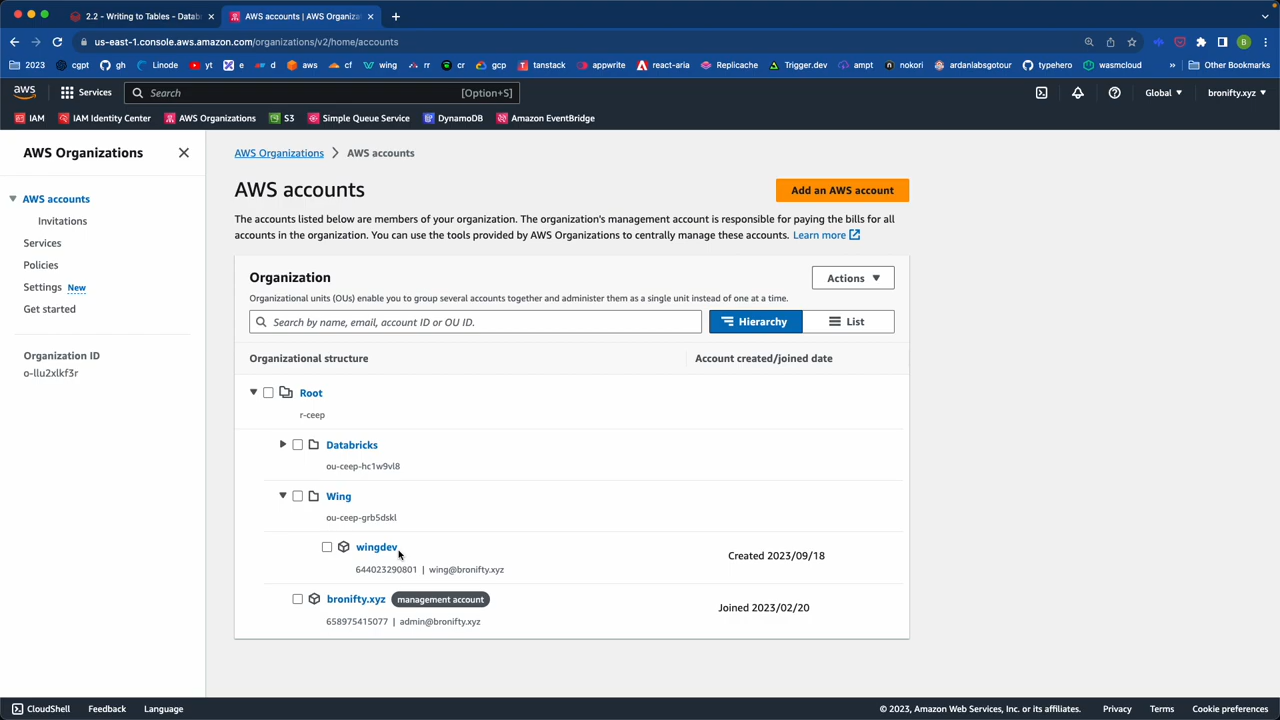 2.2 - Writing to Tables - Datab
AWS accounts | AWS Organiza
us-east-1.console.aws.amazon.com/organizations/v2/home/accounts
2023 cgpt gh Linode yt e d aws cf wing rr cr gcp tanstack appwrite react-aria Replicache Trigger.dev ampt nokori ardanlabsgotour typehero wasmcloud » Other Bookmarks
aws Services Search [Option+S] Global bronifty.xyz
IAM IAM Identity Center AWS Organizations S3 Simple Queue Service DynamoDB Amazon EventBridge
AWS Organizations
AWS accounts
Invitations
Services
Policies
Settings New
Get started
Organization ID
o-llu2xlkf3r
AWS Organizations > AWS accounts
AWS accounts
Add an AWS account
The accounts listed below are members of your organization. The organization's management account is responsible for paying the bills for all
accounts in the organization. You can use the tools provided by AWS Organizations to centrally manage these accounts. Learn more
Organization
Actions
Organizational units (OUs) enable you to group several accounts together and administer them as a single unit instead of one at a time.
Search by name, email, account ID or OU ID.
Hierarchy List
Organizational structure Account created/joined date
Root
r-ceep
Databricks
ou-ceep-hc1w9vl8
Wing
ou-ceep-grb5dskl
wingdev
Created 2023/09/18
644023290801 | wing@bronifty.xyz
bronifty.xyz management account
Joined 2023/02/20
658975415077 | admin@bronifty.xyz
CloudShell Feedback Language © 2023, Amazon Web Services, Inc. or its affiliates. Privacy Terms Cookie preferences